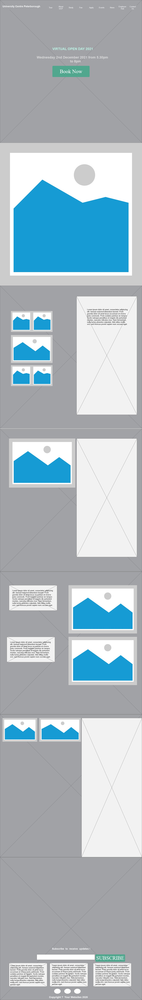 University Centre Peterborough
Tour
About
UCP
Study
Fee
Apply
Events
News
Employer
Hub
Contact
Us
VIRTUAL OPEN DAY 2021
Wednesday 2nd December 2021 from 5.30pm
to 8pm
Book Now
Lorem ipsum dolor sit amet, consectetur adipiscing
elit. Aenean euismod bibendum laoreet. Proin
gravida dolor sit amet lacus accumsan et viverra
justo commodo. Proin sodales pulvinar sic tempor.
Sociis natoque penatibus et magnis dis parturient
montes, nascetur ridiculus mus. Nam fermentum,
nulla luctus pharetra vulputate, felis tellus mollis
orci, sed rhoncus pronin sapien nunc accuan eget.
Lorem ipsum dolor sit amet, consectetur adipiscing
elit. Aenean euismod bibendum laoreet. Proin
gravida dolor sit amet lacus accumsan et viverra
justo commodo. Proin sodales pulvinar sic tempor.
Sociis natoque penatibus et magnis dis parturient
montes, nascetur ridiculus mus. Nam fermentum,
nulla luctus pharetra vulputate, felis tellus mollis
orci, sed rhoncus pronin sapien nunc accuan eget.
Lorem ipsum dolor sit amet, consectetur adipiscing
elit. Aenean euismod bibendum laoreet. Proin
gravida dolor sit amet lacus accumsan et viverra
justo commodo. Proin sodales pulvinar sic tempor.
Sociis natoque penatibus et magnis dis parturient
montes, nascetur ridiculus mus. Nam fermentum,
nulla luctus pharetra vulputate, felis tellus mollis
orci, sed rhoncus pronin sapien nunc accuan eget.
Subscribe to receive updates !
SUBSCRIBE
Lorem ipsum dolor sit amet, consectetur
adipiscing elit. Aenean euismod bibendum
laoreet. Proin gravida dolor sit amet lacus
accumsan et viverra justo commodo. Proin
sodales pulvinar sic tempor. Sociis natoque
penatibus et magnis dis parturient montes,
nascetur ridiculus mus. Nam fermentum,
nulla luctus pharetra vulputate, felis tellus
mollis orci, sed rhoncus pronin sapien nunc
accuan eget.
Lorem ipsum dolor sit amet, consectetur
adipiscing elit. Aenean euismod bibendum
laoreet. Proin gravida dolor sit amet lacus
accumsan et viverra justo commodo. Proin
sodales pulvinar sic tempor. Sociis natoque
penatibus et magnis dis parturient montes,
nascetur ridiculus mus. Nam fermentum,
nulla luctus pharetra vulputate, felis tellus
mollis orci, sed rhoncus pronin sapien nunc
accuan eget.
Lorem ipsum dolor sit amet, consectetur
adipiscing elit. Aenean euismod bibendum
laoreet. Proin gravida dolor sit amet lacus
accumsan et viverra justo commodo. Proin
sodales pulvinar sic tempor. Sociis natoque
penatibus et magnis dis parturient montes,
nascetur ridiculus mus. Nam fermentum,
nulla luctus pharetra vulputate, felis tellus
mollis orci, sed rhoncus pronin sapien nunc
accuan eget.
Copyright ? Your Websites 2020